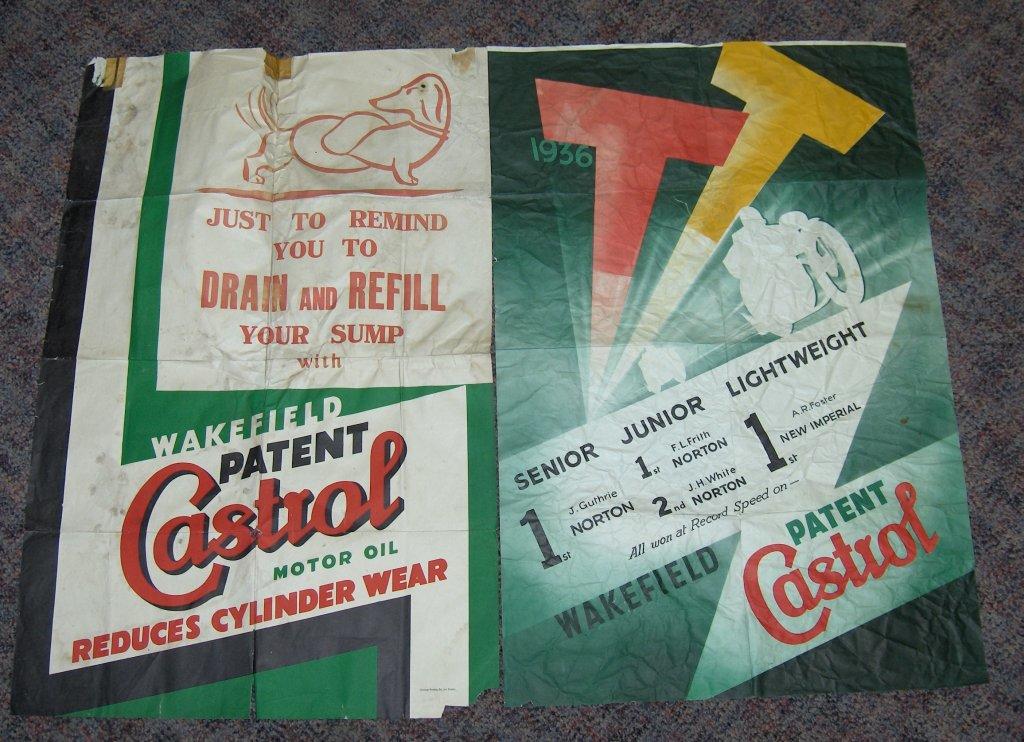 JUST TO REMIND
YOU TO
DRAIN AND REFILL
YOUR SUMP
with
WAKEFIELD
PATENT
Castrol
MOTOR OIL
REDUCES CYLINDER WEAR
TT
1936
SENIOR JUNIOR LIGHTWEIGHT
1st J. Guthrie
NORTON
1st F.L. Frith
NORTON
2nd J.H. White
NORTON
1st A.R. Foster
NEW IMPERIAL
All won at Record Speed on—
WAKEFIELD
PATENT
Castrol